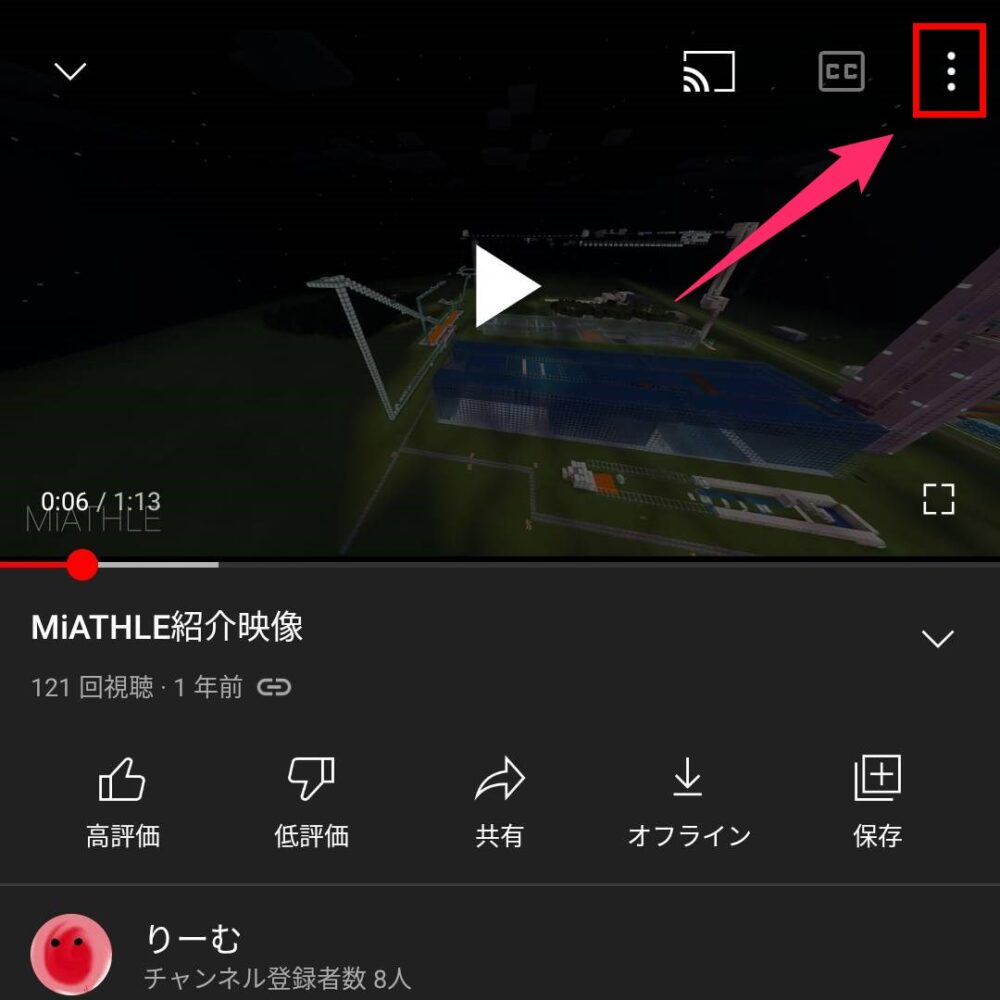 CC
0:06 / 1:13
MiATHLE
MiATHLE紹介映像
121 回視聴 · 1 年前
高評価 低評価 共有 オフライン 保存
りーむ
チャンネル登録者数 8人